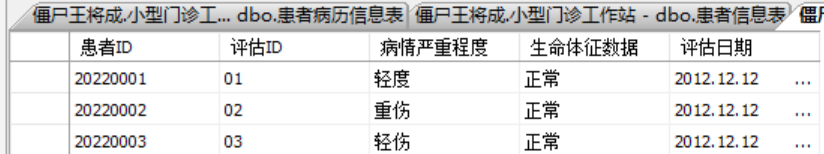 僵尸王将成.小型门诊工... dbo.患者病历信息表 僵尸王将成.小型门诊工作站 - dbo.患者信息表 僵尸
患者ID 评估ID 病情严重程度 生命体征数据 评估日期
20220001 01 轻度 正常 2012.12.12 ...
20220002 02 重伤 正常 2012.12.12 ...
20220003 03 轻伤 正常 2012.12.12 ...